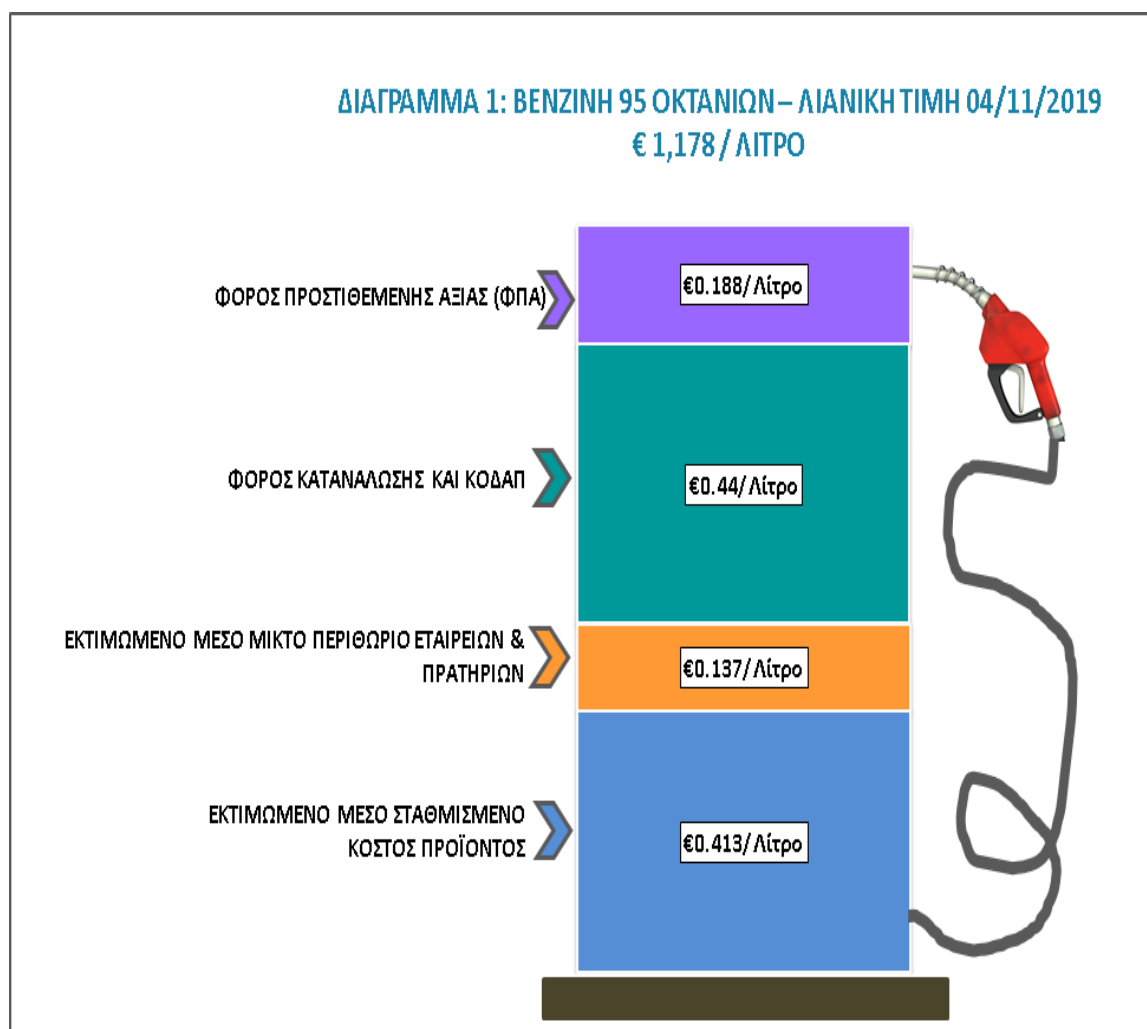 ΔΙΑΓΡΑΜΜΑ 1: ΒΕΝΖΙΝΗ 95 ΟΚΤΑΝΙΩΝ – ΛΙΑΝΙΚΗ ΤΙΜΗ 04/11/2019
€ 1,178 / ΛΙΤΡΟ
ΦΟΡΟΣ ΠΡΟΣΤΙΘΕΜΕΝΗΣ ΑΞΙΑΣ (ΦΠΑ)
€0.188/ Λίτρο
ΦΟΡΟΣ ΚΑΤΑΝΑΛΩΣΗΣ ΚΑΙ ΚΟΔΑΠ
€0.44/ Λίτρο
ΕΚΤΙΜΩΜΕΝΟ ΜΕΣΟ ΜΙΚΤΟ ΠΕΡΙΘΩΡΙΟ ΕΤΑΙΡΕΙΩΝ &
ΠΡΑΤΗΡΙΩΝ
€0.137/ Λίτρο
ΕΚΤΙΜΩΜΕΝΟ ΜΕΣΟ ΣΤΑΘΜΙΣΜΕΝΟ
ΚΟΣΤΟΣ ΠΡΟΪΟΝΤΟΣ
€0.413/ Λίτρο